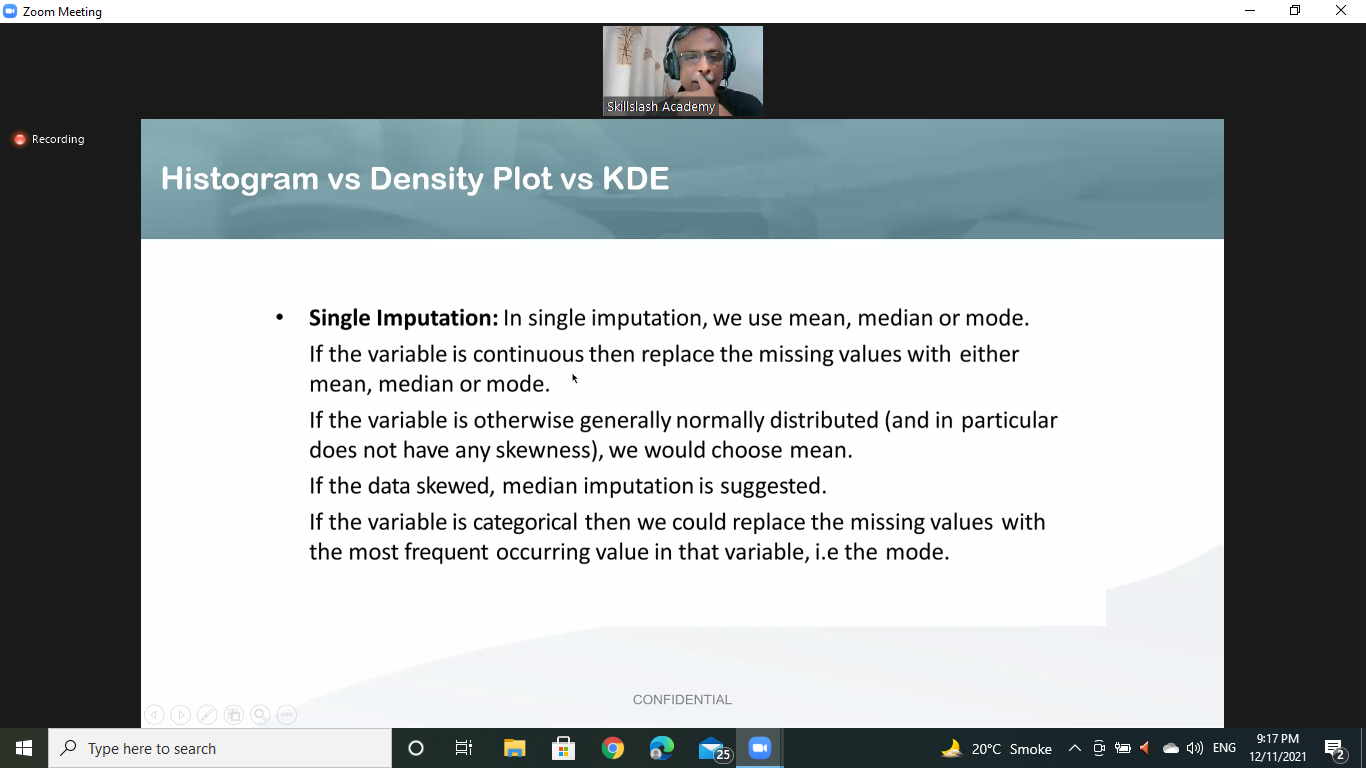 Zoom Meeting
Skillslash Academy
Recording
Histogram vs Density Plot vs KDE
• Single Imputation: In single imputation, we use mean, median or mode.
If the variable is continuous then replace the missing values with either
mean, median or mode.
If the variable is otherwise generally normally distributed (and in particular
does not have any skewness), we would choose mean.
If the data skewed, median imputation is suggested.
If the variable is categorical then we could replace the missing values with
the most frequent occurring value in that variable, i.e the mode.
CONFIDENTIAL
Type here to search
25
20°C Smoke
ENG
9:17 PM
12/11/2021
2